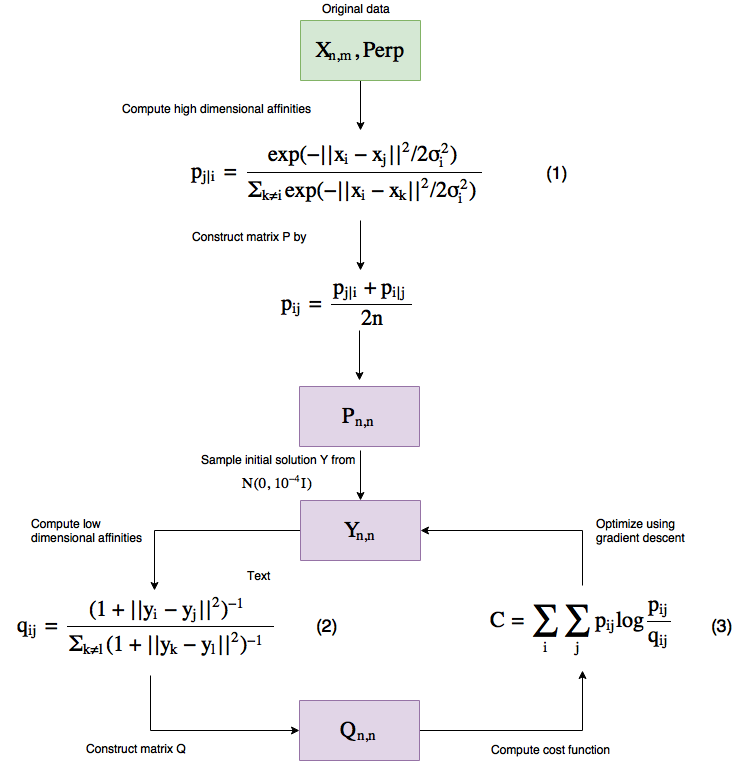 Original data
Xₙ,ₘ , Perp
Compute high dimensional affinities
pⱼ|ᵢ = exp(−||xᵢ − xⱼ||²/2σᵢ²) / Σₖ≠ᵢ exp(−||xᵢ − xₖ||²/2σᵢ²) (1)
Construct matrix P by
pᵢⱼ = (pⱼ|ᵢ + pᵢ|ⱼ) / 2n
Pₙ,ₙ
Sample initial solution Y from
N(0, 10⁻⁴I)
Yₙ,ₙ
Compute low
dimensional affinities
Optimize using
gradient descent
Text
qᵢⱼ = (1 + ||yᵢ − yⱼ||²)⁻¹ / Σₖ≠ₗ (1 + ||yₖ − yₗ||²)⁻¹ (2)
C = Σᵢ Σⱼ pᵢⱼ log pᵢⱼ / qᵢⱼ (3)
Qₙ,ₙ
Construct matrix Q
Compute cost function